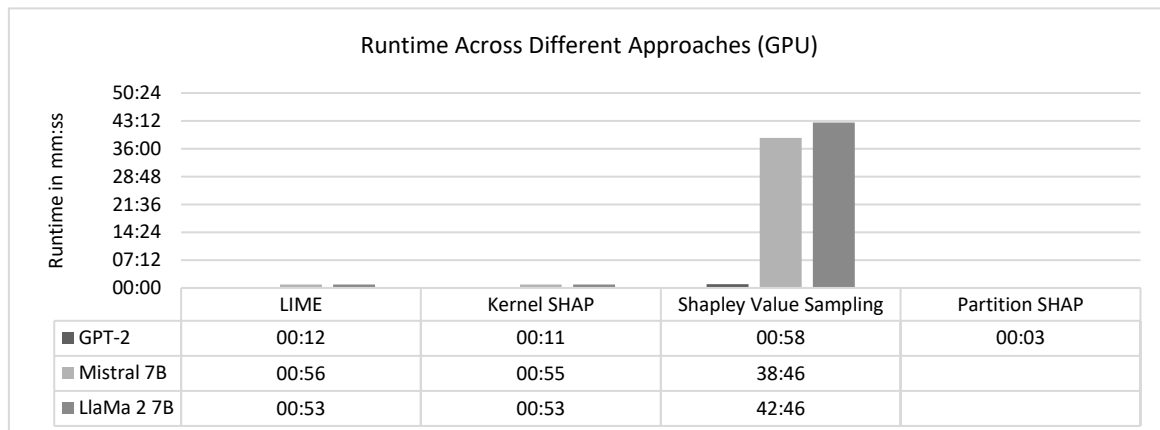 Runtime Across Different Approaches (GPU)
Runtime in mm:ss
50:24
43:12
36:00
28:48
21:36
14:24
07:12
00:00
LIME Kernel SHAP Shapley Value Sampling Partition SHAP
GPT-2 00:12 00:11 00:58 00:03
Mistral 7B 00:56 00:55 38:46
LlaMa 2 7B 00:53 00:53 42:46